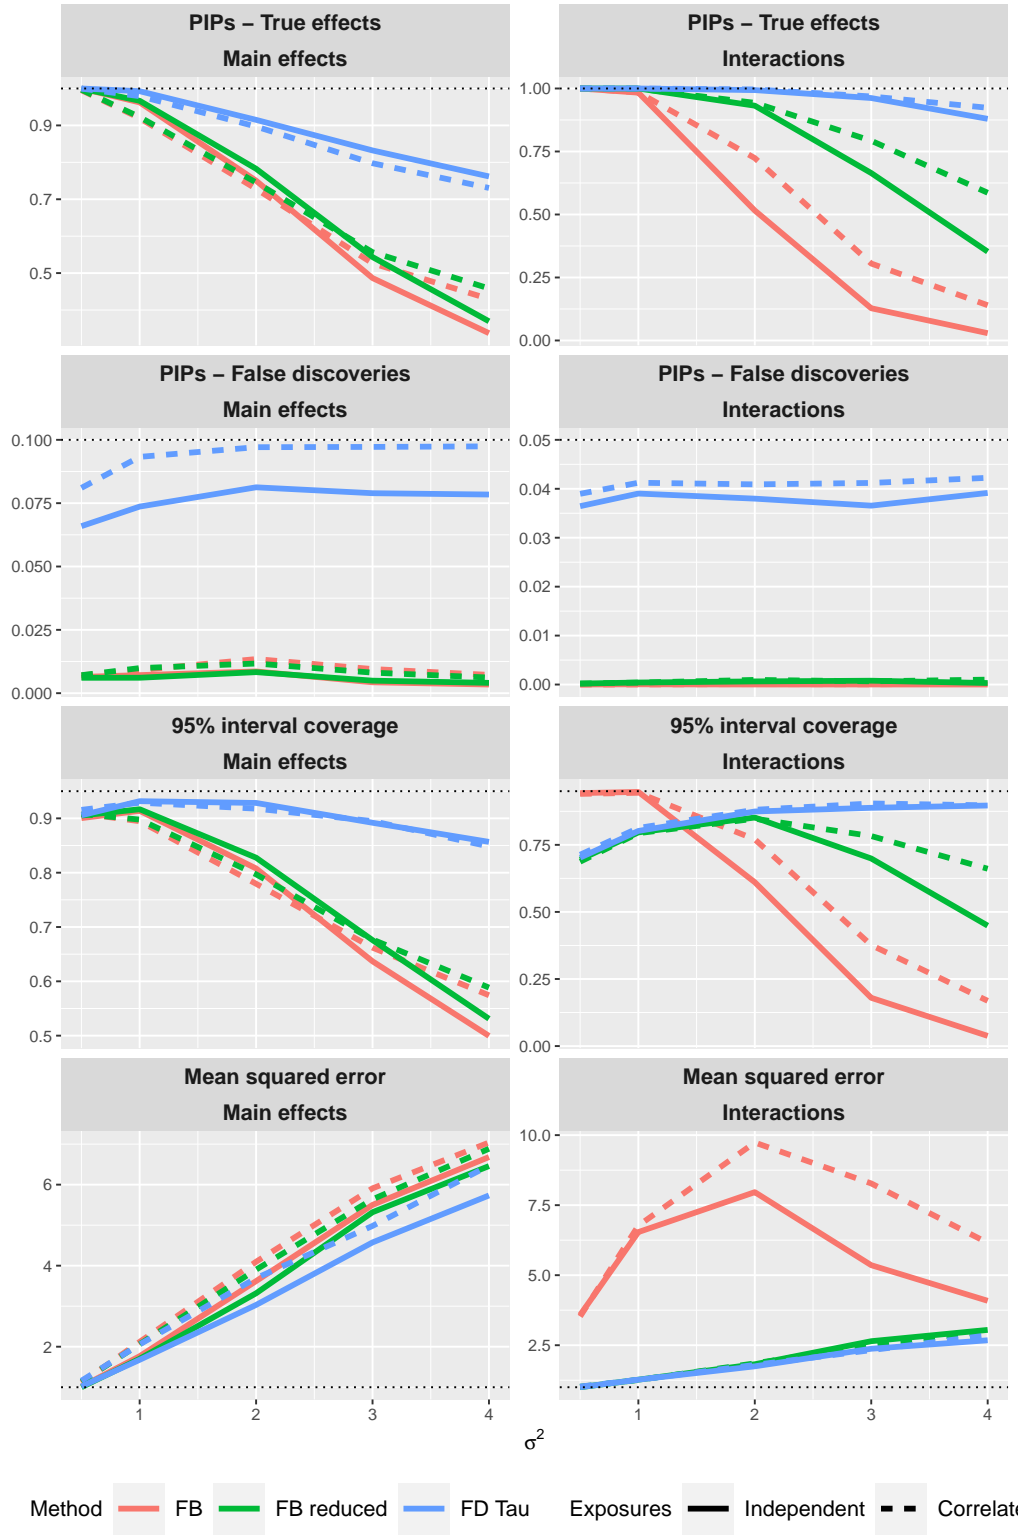 PIPs – True effects
Main effects
0.9
0.7
0.5
PIPs – True effects
Interactions
1.00
0.75
0.50
0.25
0.00
PIPs – False discoveries
Main effects
0.100
0.075
0.050
0.025
0.000
PIPs – False discoveries
Interactions
0.05
0.04
0.03
0.02
0.01
0.00
95% interval coverage
Main effects
0.9
0.8
0.7
0.6
0.5
95% interval coverage
Interactions
0.75
0.50
0.25
0.00
Mean squared error
Main effects
6
4
2
1 2 3 4
Mean squared error
Interactions
10.0
7.5
5.0
2.5
1 2 3 4
σ²
Method FB FB reduced FD Tau Exposures Independent Correlate